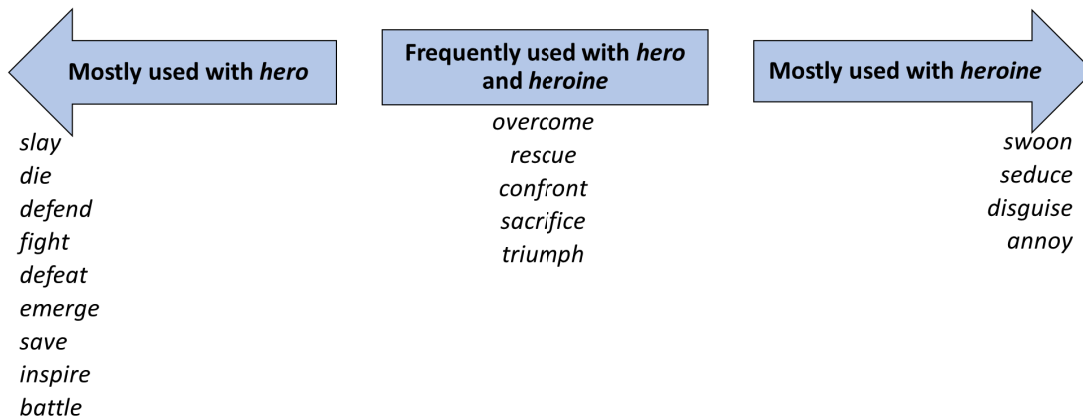 Mostly used with hero
slay
die
defend
fight
defeat
emerge
save
inspire
battle
Frequently used with hero
and heroine
overcome
rescue
confront
sacrifice
triumph
Mostly used with heroine
swoon
seduce
disguise
annoy